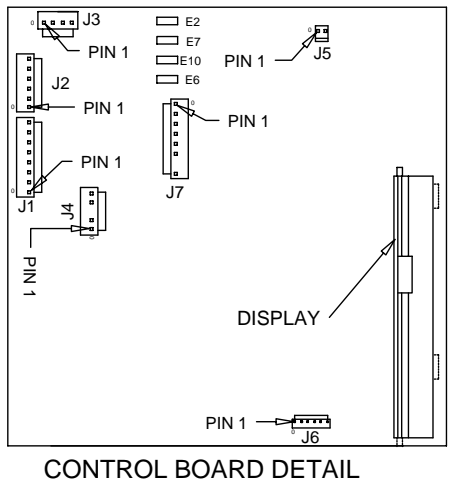 J3
E2
PIN 1
E7
PIN 1
J5
E10
J2
E6
PIN 1
PIN 1
PIN 1
J7
J1
J4
PIN 1
DISPLAY
PIN 1
J6
CONTROL BOARD DETAIL